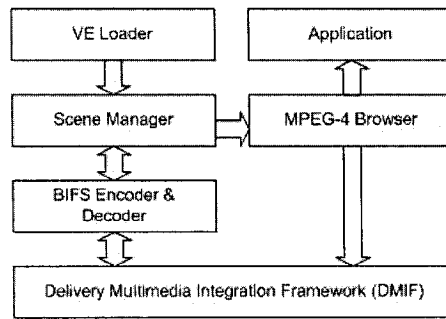 VE Loader
Application
Scene Manager
MPEG-4 Browser
BIFS Encoder &
Decoder
Delivery Multimedia Integration Framework (DMIF)